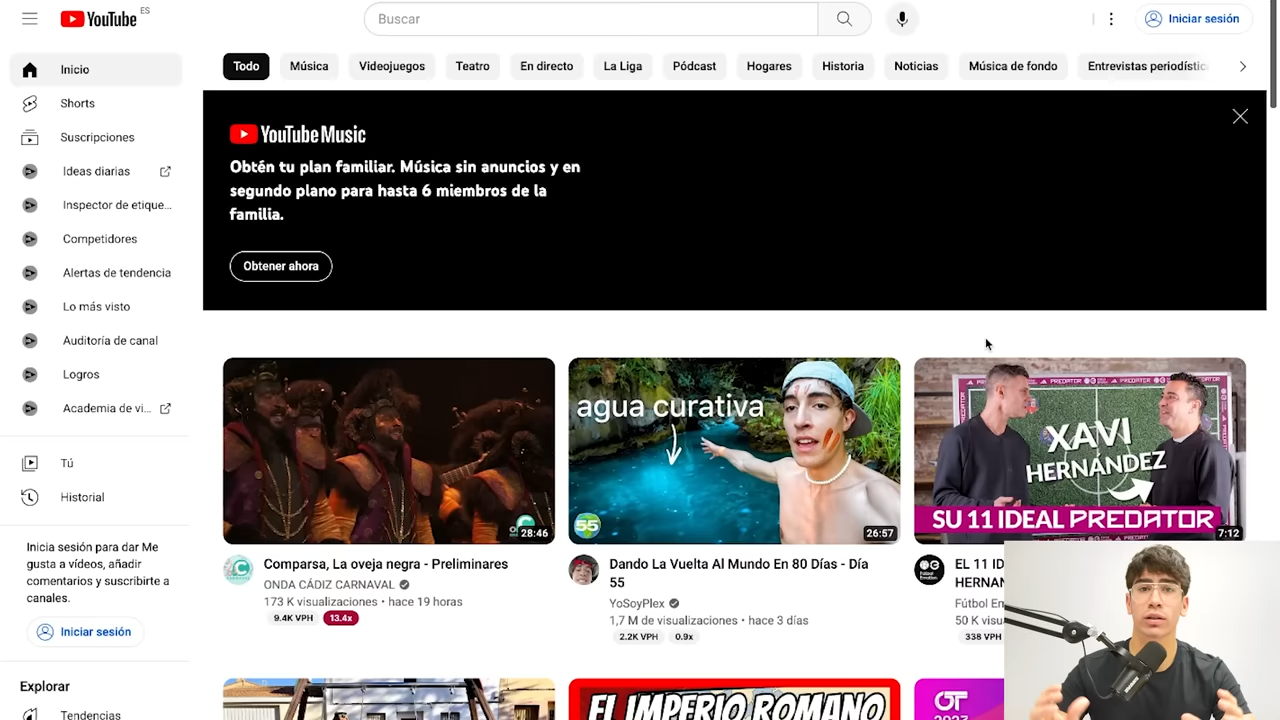 YouTube ES
Buscar
Iniciar sesión
Inicio
Shorts
Suscripciones
Ideas diarias
Inspector de etique...
Competidores
Alertas de tendencia
Lo más visto
Auditoría de canal
Logros
Academia de vi...
Tú
Historial
Inicia sesión para dar Me
gusta a vídeos, añadir
comentarios y suscribirte a
canales.
Iniciar sesión
Explorar
Tendencias
Todo
Música
Videojuegos
Teatro
En directo
La Liga
Pódcast
Hogares
Historia
Noticias
Música de fondo
Entrevistas
YouTube Music
Obtén tu plan familiar. Música sin anuncios y en
segundo plano para hasta 6 miembros de la
familia.
Obtener ahora
28:46
Comparsa, La oveja negra - Preliminares
ONDA CÁDIZ CARNAVAL
173 K visualizaciones • hace 19 horas
9.4K VPH 13.4x
agua curativa
55
26:57
Dando La Vuelta Al Mundo En 80 Días - Día
55
YoSoyPlex
1,7 M de visualizaciones • hace 3 días
2.2K VPH 0.9x
PREDATOR
XAVI
HERNÁNDEZ
SU 11 IDEAL PREDATOR
7:12
EL 11 ID
HERNAN
Fútbol Em
50 K visu
338 VPH
EL IMPERIO ROMANO
OT